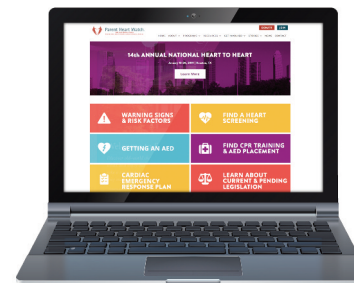 Parent Heart Watch
14th ANNUAL NATIONAL HEART TO HEART
Learn More
WARNING SIGNS
& RISK FACTORS
FIND A HEART
SCREENING
GETTING AN AED
FIND CPR TRAINING
& AED PLACEMENT
CARDIAC
EMERGENCY
RESPONSE PLAN
LEARN ABOUT
CURRENT & PENDING
LEGISLATION